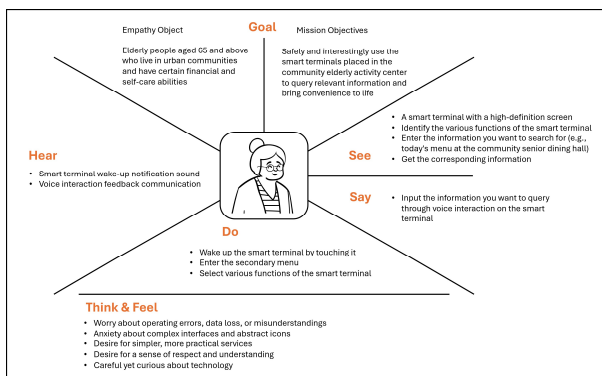 Goal
Empathy Object
Mission Objectives
Elderly people aged 65 and above
who live in urban communities
and have certain financial and
self-care abilities
Safely and interestingly use the
smart terminals placed in the
community elderly activity center
to query relevant information and
bring convenience to life
Hear
• Smart terminal wake-up notification sound
• Voice interaction feedback communication
See
• A smart terminal with a high-definition screen
• Identify the various functions of the smart terminal
• Enter the information you want to search for (e.g.,
today's menu at the community senior dining hall)
• Get the corresponding information
Say
• Input the information you want to query
through voice interaction on the smart
terminal
Do
• Wake up the smart terminal by touching it
• Enter the secondary menu
• Select various functions of the smart terminal
Think & Feel
• Worry about operating errors, data loss, or misunderstandings
• Anxiety about complex interfaces and abstract icons
• Desire for simpler, more practical services
• Desire for a sense of respect and understanding
• Careful yet curious about technology